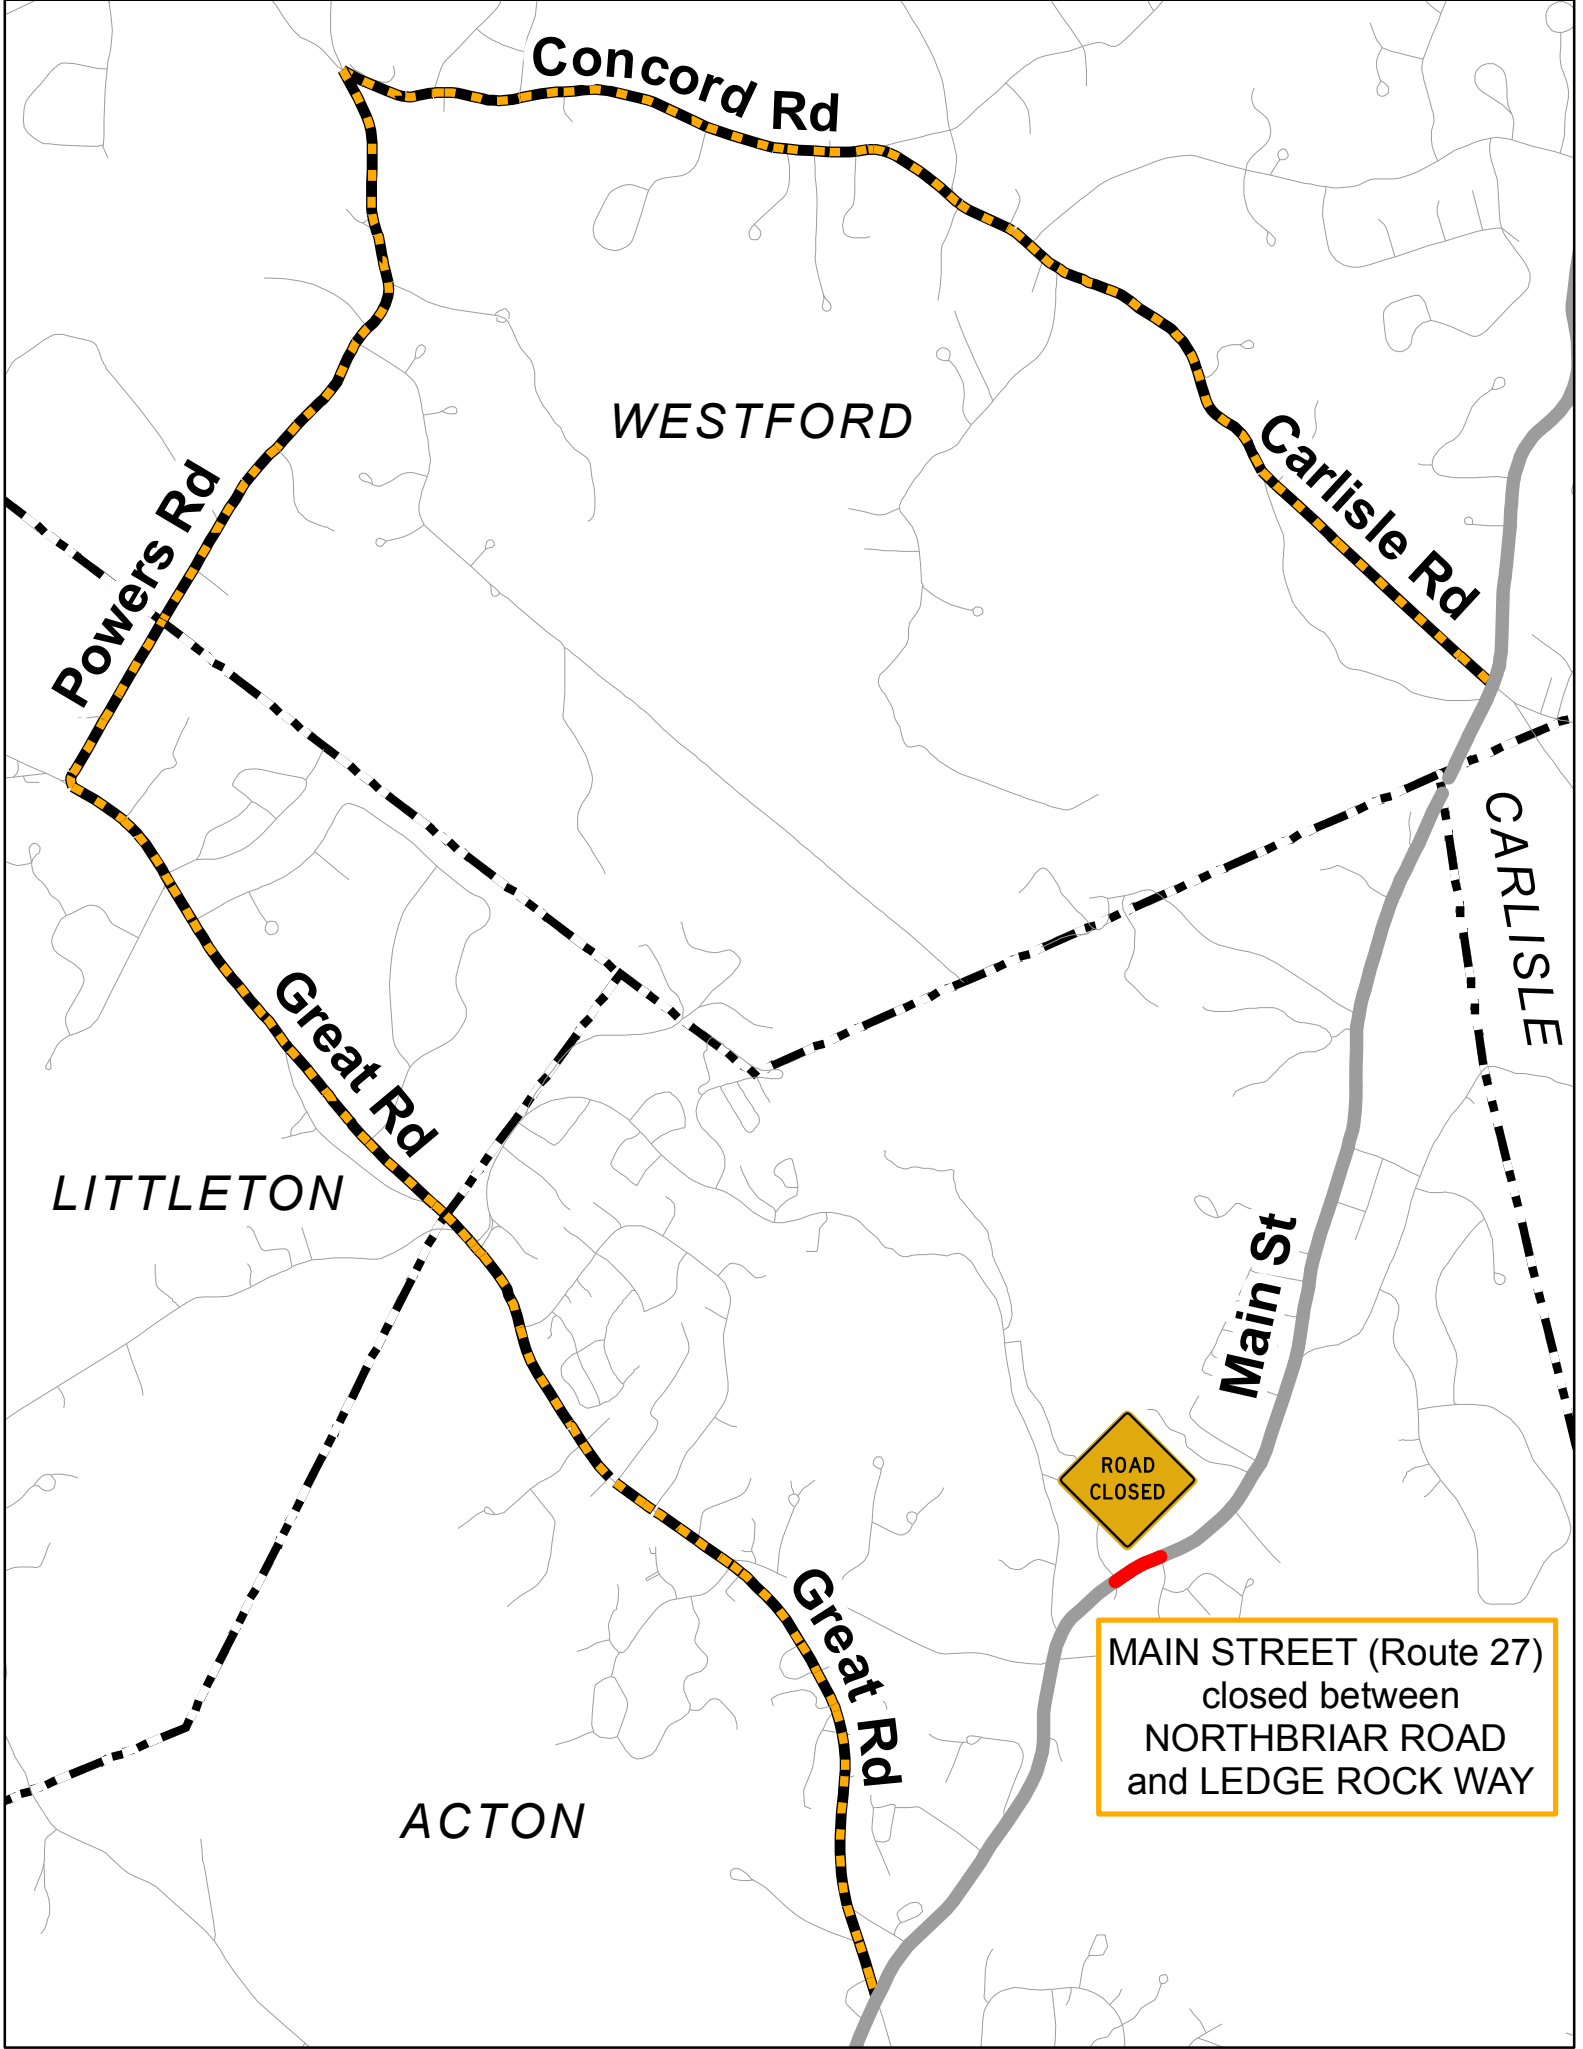 Concord Rd
WESTFORD
Carlisle Rd
Powers Rd
CARLISLE
Great Rd
LITTLETON
Main St
ROAD
CLOSED
Great Rd
MAIN STREET (Route 27)
closed between
NORTHBRIAR ROAD
and LEDGE ROCK WAY
ACTON